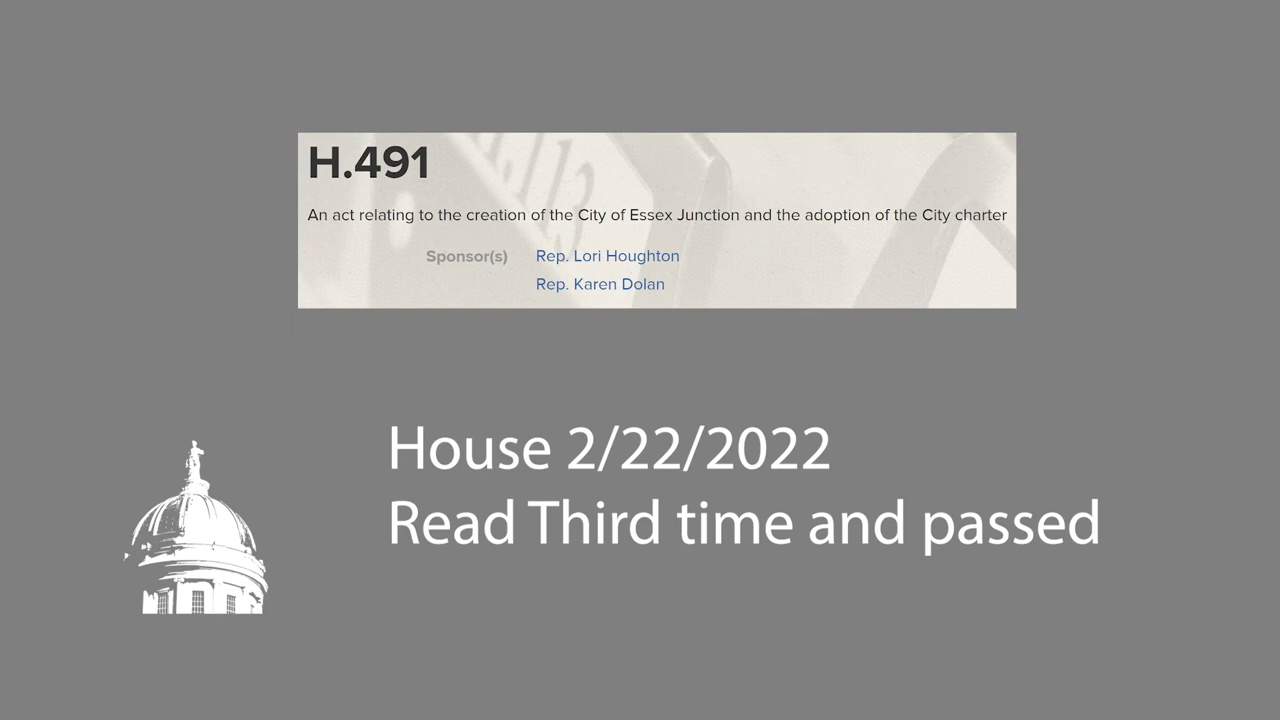 H.491
An act relating to the creation of the City of Essex Junction and the adoption of the City charter
Sponsor(s) Rep. Lori Houghton
Rep. Karen Dolan
House 2/22/2022
Read Third time and passed